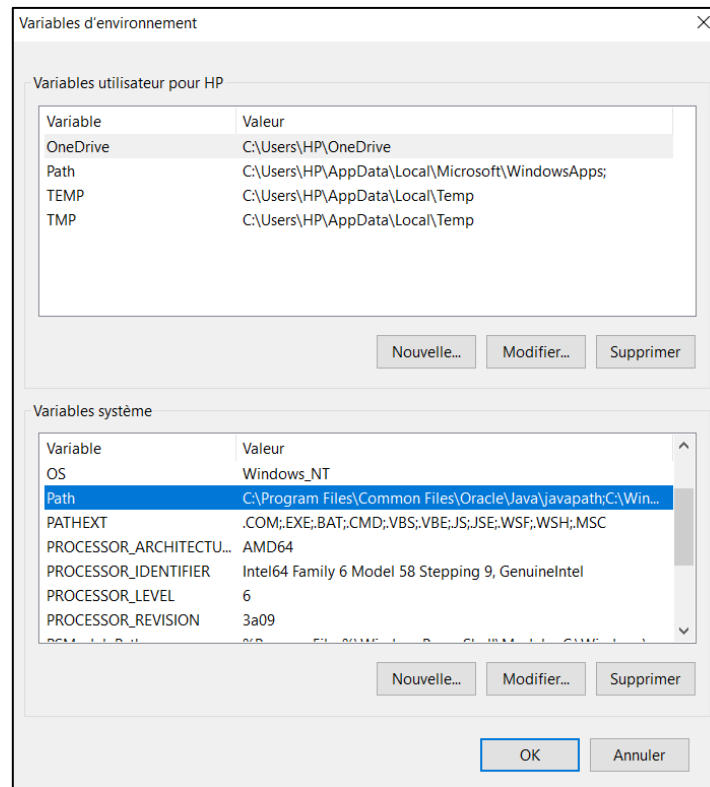 Variables d'environnement
Variables utilisateur pour HP
Variable Valeur
OneDrive C:\Users\HP\OneDrive
Path C:\Users\HP\AppData\Local\Microsoft\WindowsApps;
TEMP C:\Users\HP\AppData\Local\Temp
TMP C:\Users\HP\AppData\Local\Temp
Nouvelle... Modifier... Supprimer
Variables système
Variable Valeur
OS Windows_NT
Path C:\Program Files\Common Files\Oracle\Java\javapath;C:\Win...
PATHEXT .COM;.EXE;.BAT;.CMD;.VBS;.VBE;.JS;.JSE;.WSF;.WSH;.MSC
PROCESSOR_ARCHITECTU... AMD64
PROCESSOR_IDENTIFIER Intel64 Family 6 Model 58 Stepping 9, GenuineIntel
PROCESSOR_LEVEL 6
PROCESSOR_REVISION 3a09
Nouvelle... Modifier... Supprimer
OK Annuler